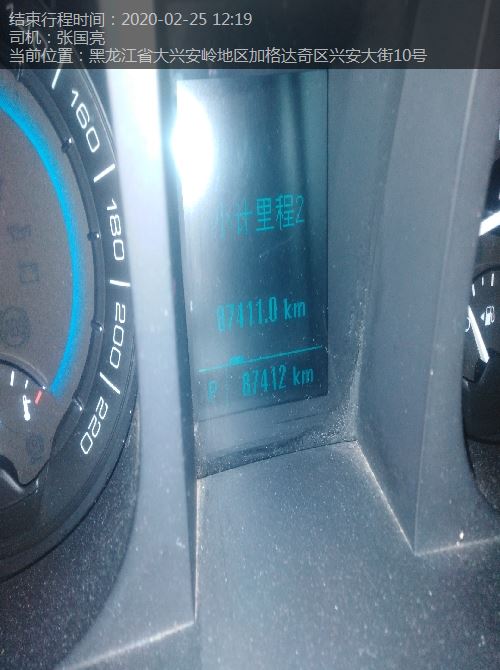 结束行程时间：2020-02-25 12:19
司机：张国亮
当前位置：黑龙江省大兴安岭地区加格达奇区兴安大街10号
160
180
200
220
小计里程2
87411.0 km
P 87412 km